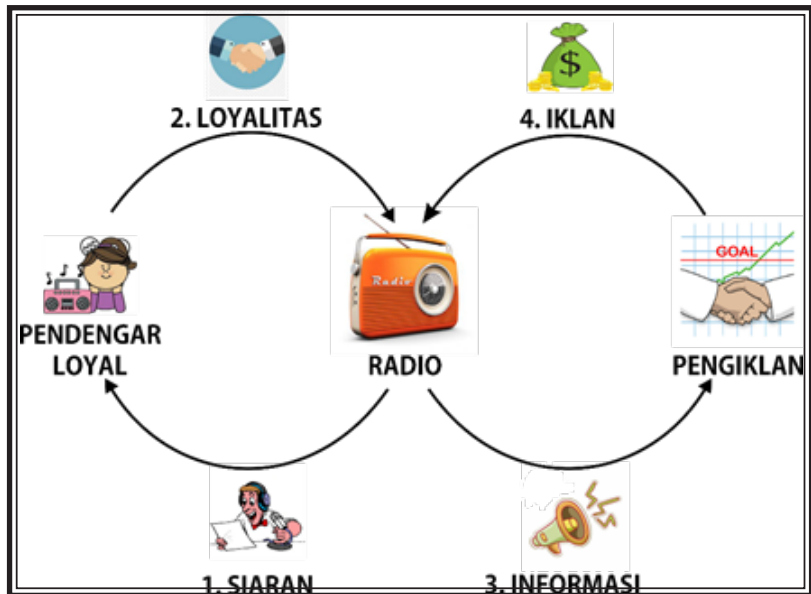 2. LOYALITAS
4. IKLAN
GOAL
Radio
PENDENGAR
LOYAL
RADIO
PENGIKLAN
1. SIARAN
3. INFORMASI
$